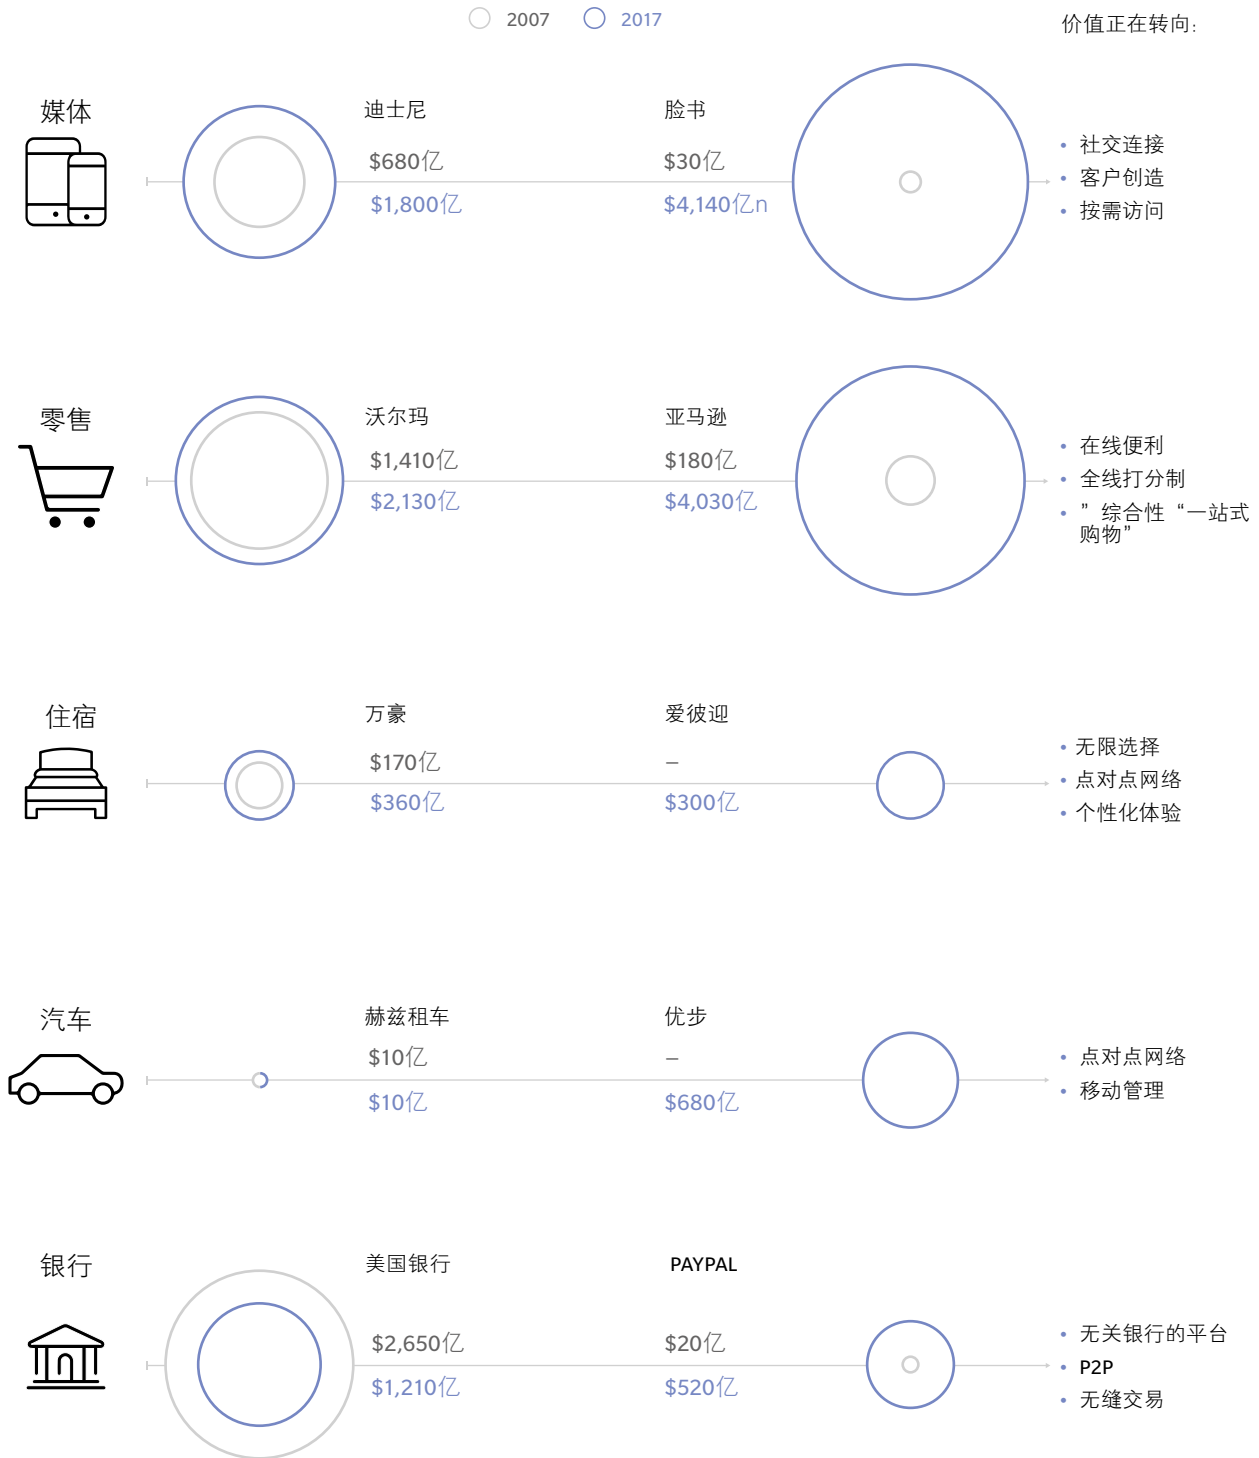 2007
2017
价值正在转向:
媒体
迪士尼
脸书
$680亿
$30亿
$1,800亿
$4,140亿n
• 社交连接
• 客户创造
• 按需访问
零售
沃尔玛
亚马逊
$1,410亿
$180亿
$2,130亿
$4,030亿
• 在线便利
• 全线打分制
• ”综合性“一站式
购物”
住宿
万豪
爱彼迎
$170亿
–
$360亿
$300亿
• 无限选择
• 点对点网络
• 个性化体验
汽车
赫兹租车
优步
$10亿
–
$10亿
$680亿
• 点对点网络
• 移动管理
银行
美国银行
PAYPAL
$2,650亿
$20亿
$1,210亿
$520亿
• 无关银行的平台
• P2P
• 无缝交易